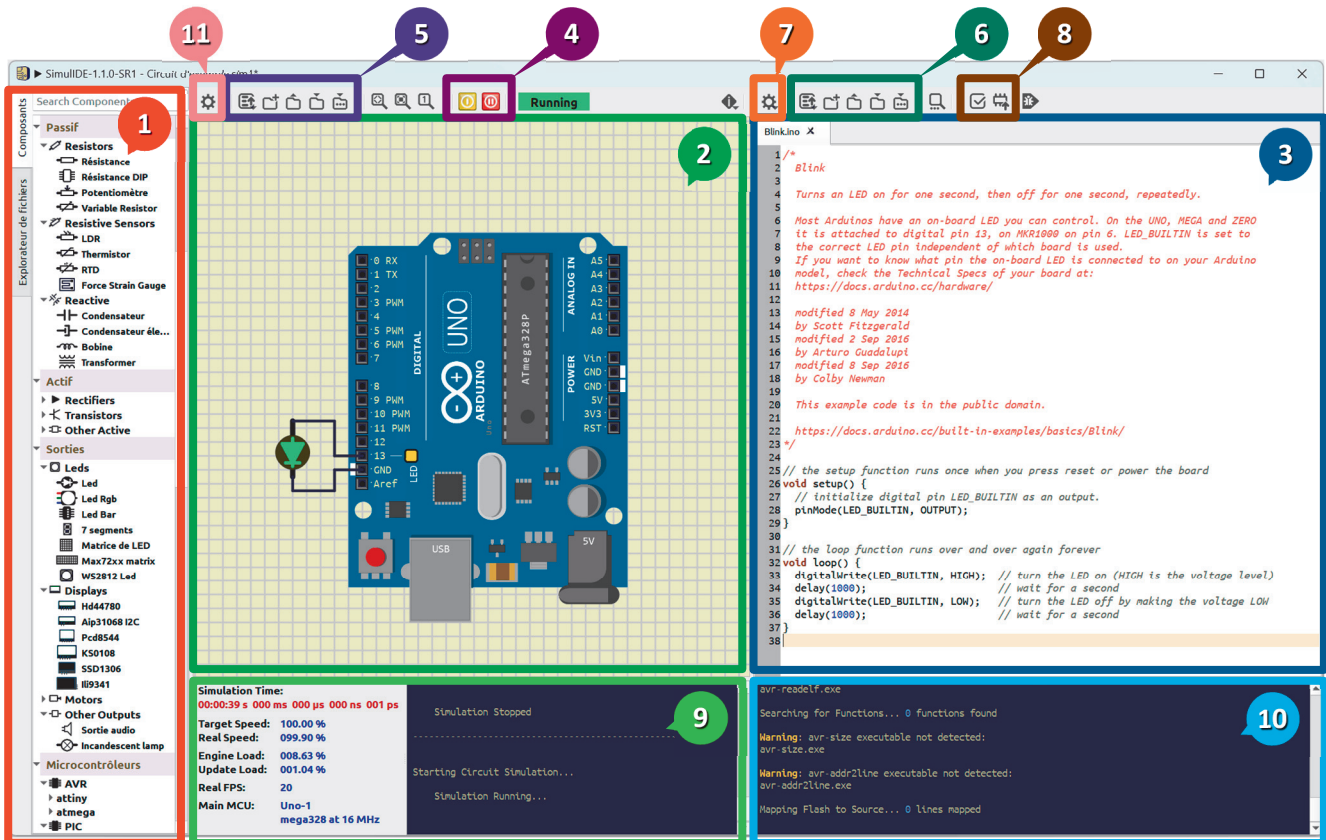 11
5
4
7
6
8
▶ SimulIDE-1.1.0-SR1 - Circuit
Running
Composants
Explorateur de fichiers
Search Component
1
Passif
Resistors
Résistance
Résistance DIP
Potentiomètre
Variable Resistor
Resistive Sensors
LDR
Thermistor
RTD
Force Strain Gauge
Reactive
Condensateur
Condensateur éle...
Bobine
Transformer
Actif
Rectifiers
Transistors
Other Active
Sorties
Leds
Led
Led Rgb
Led Bar
7 segments
Matrice de LED
Max72xx matrix
WS2812 Led
Displays
Hd44780
Aip31068 I2C
Pcd8544
KS0108
SSD1306
Ili9341
Motors
Other Outputs
Sortie audio
Incandescent lamp
Microcontrôleurs
AVR
attiny
atmega
PIC
2
0 RX
1 TX
2
3 PWM
4
5 PWM
6 PWM
7
8
9 PWM
10 PWM
11 PWM
12
13
GND
Aref
DIGITAL
LED
UNO
ARDUINO
Uno
ATmega328P
ANALOG IN
A5
A4
A3
A2
A1
A0
POWER
Vin
GND
GND
5V
3V3
RST
USB
5V
Blink.ino X
3
1 /*
2 Blink
3
4 Turns an LED on for one second, then off for one second, repeatedly.
5
6 Most Arduinos have an on-board LED you can control. On the UNO, MEGA and ZERO
7 it is attached to digital pin 13, on MKR1000 on pin 6. LED_BUILTIN is set to
8 the correct LED pin independent of which board is used.
9 If you want to know what pin the on-board LED is connected to on your Arduino
10 model, check the Technical Specs of your board at:
11 https://docs.arduino.cc/hardware/
12
13 modified 8 May 2014
14 by Scott Fitzgerald
15 modified 2 Sep 2016
16 by Arturo Guadalupi
17 modified 8 Sep 2016
18 by Colby Newman
19
20 This example code is in the public domain.
21
22 https://docs.arduino.cc/built-in-examples/basics/Blink/
23 */
24
25 // the setup function runs once when you press reset or power the board
26 void setup() {
27 // initialize digital pin LED_BUILTIN as an output.
28 pinMode(LED_BUILTIN, OUTPUT);
29 }
30
31 // the loop function runs over and over again forever
32 void loop() {
33 digitalWrite(LED_BUILTIN, HIGH); // turn the LED on (HIGH is the voltage level)
34 delay(1000); // wait for a second
35 digitalWrite(LED_BUILTIN, LOW); // turn the LED off by making the voltage LOW
36 delay(1000); // wait for a second
37 }
38
Simulation Time:
00:00:39 s 000 ms 000 µs 000 ns 001 ps
Target Speed: 100.00 %
Real Speed: 099.90 %
Engine Load: 008.63 %
Update Load: 001.04 %
Real FPS: 20
Main MCU: Uno-1
mega328 at 16 MHz
Simulation Stopped
Starting Circuit Simulation...
Simulation Running...
9
avr-readelf.exe
Searching for Functions... 0 functions found
Warning: avr-size executable not detected:
avr-size.exe
Warning: avr-addr2line executable not detected:
avr-addr2line.exe
Mapping Flash to Source... 0 lines mapped
10